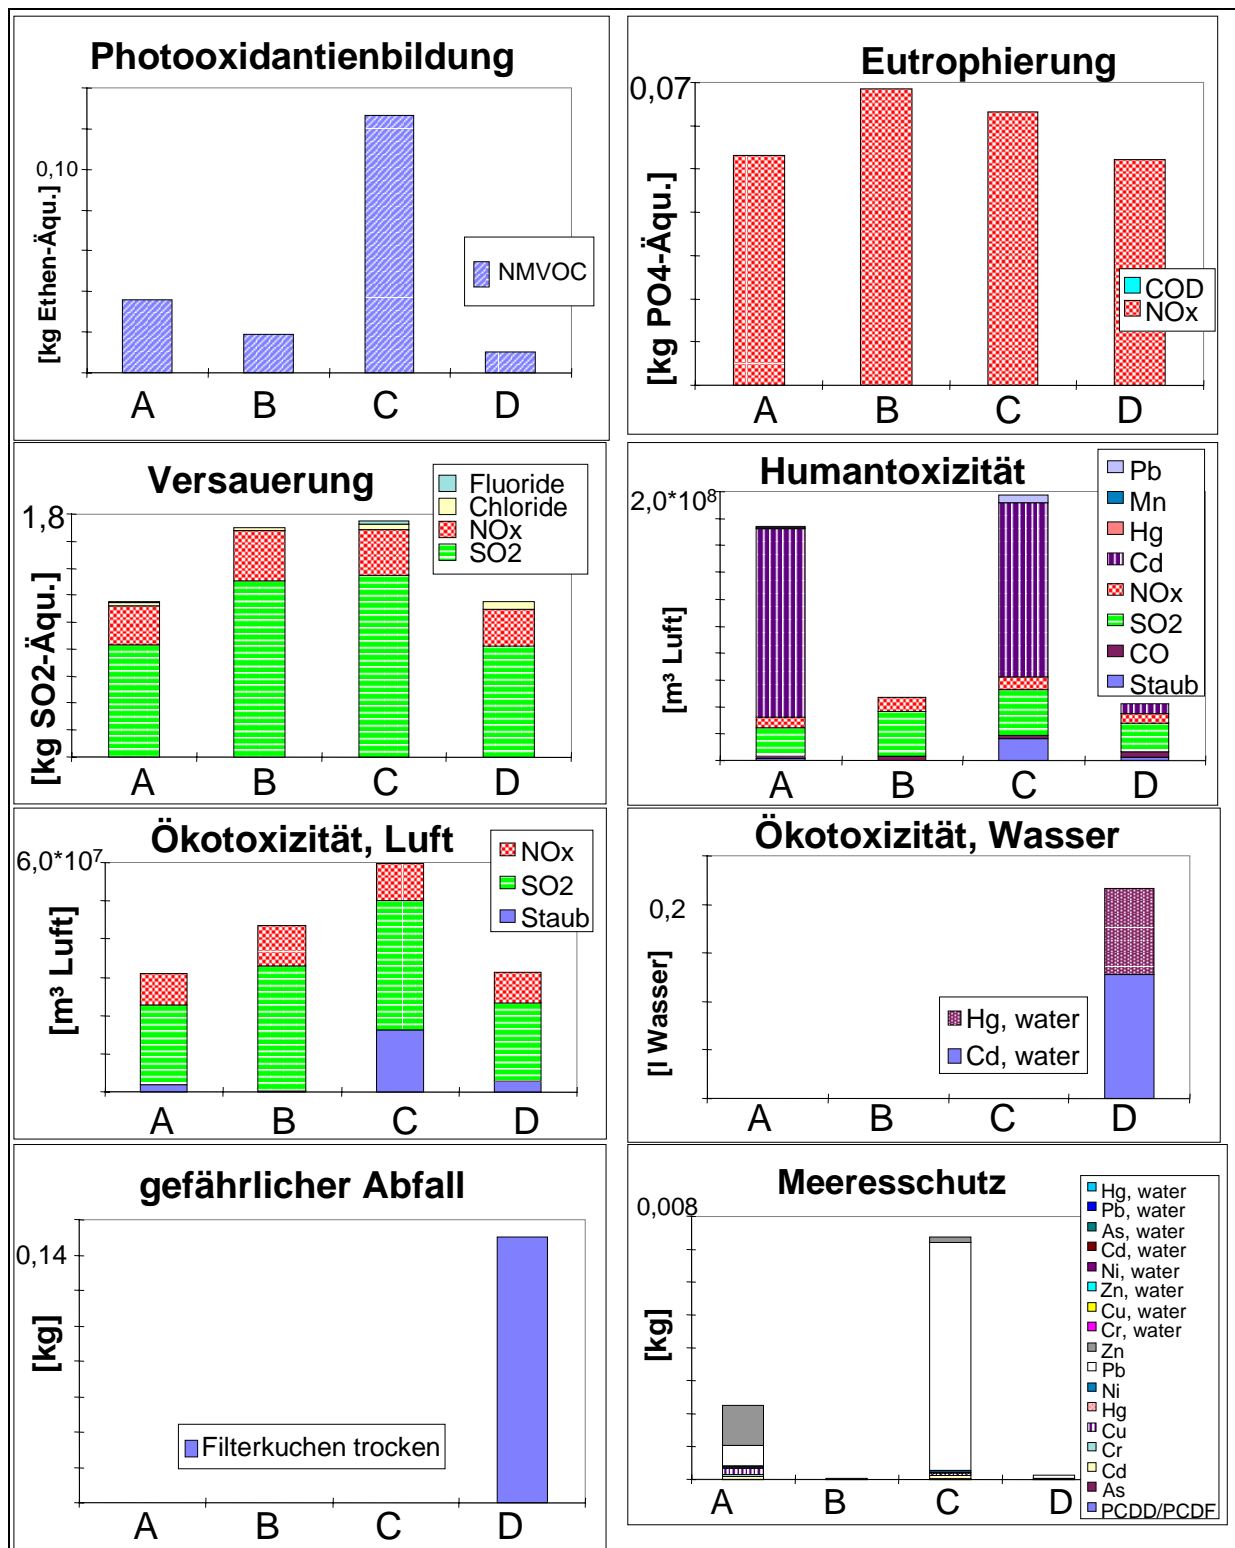 Photooxidantienbildung
0,10
[kg Ethen-Äqu.]
NMVOC
A B C D
Eutrophierung
0,07
[kg PO4-Äqu.]
COD
NOx
A B C D
Versauerung
1,8
[kg SO2-Äqu.
Fluoride
Chloride
NOx
SO2
A B C D
Humantoxizität
2,0*10⁸
[m³ Luft]
Pb
Mn
Hg
Cd
NOx
SO2
CO
Staub
A B C D
Ökotoxizität, Luft
6,0*10⁷
[m³ Luft]
NOx
SO2
Staub
A B C D
Ökotoxizität, Wasser
0,2
[l Wasser]
Hg, water
Cd, water
A B C D
gefährlicher Abfall
0,14
[kg]
Filterkuchen trocken
A B C D
Meeresschutz
0,008
[kg]
Hg, water
Pb, water
As, water
Cd, water
Ni, water
Zn, water
Cu, water
Cr, water
Zn
Pb
Ni
Hg
Cu
Cr
Cd
As
PCDD/PCDF
A B C D